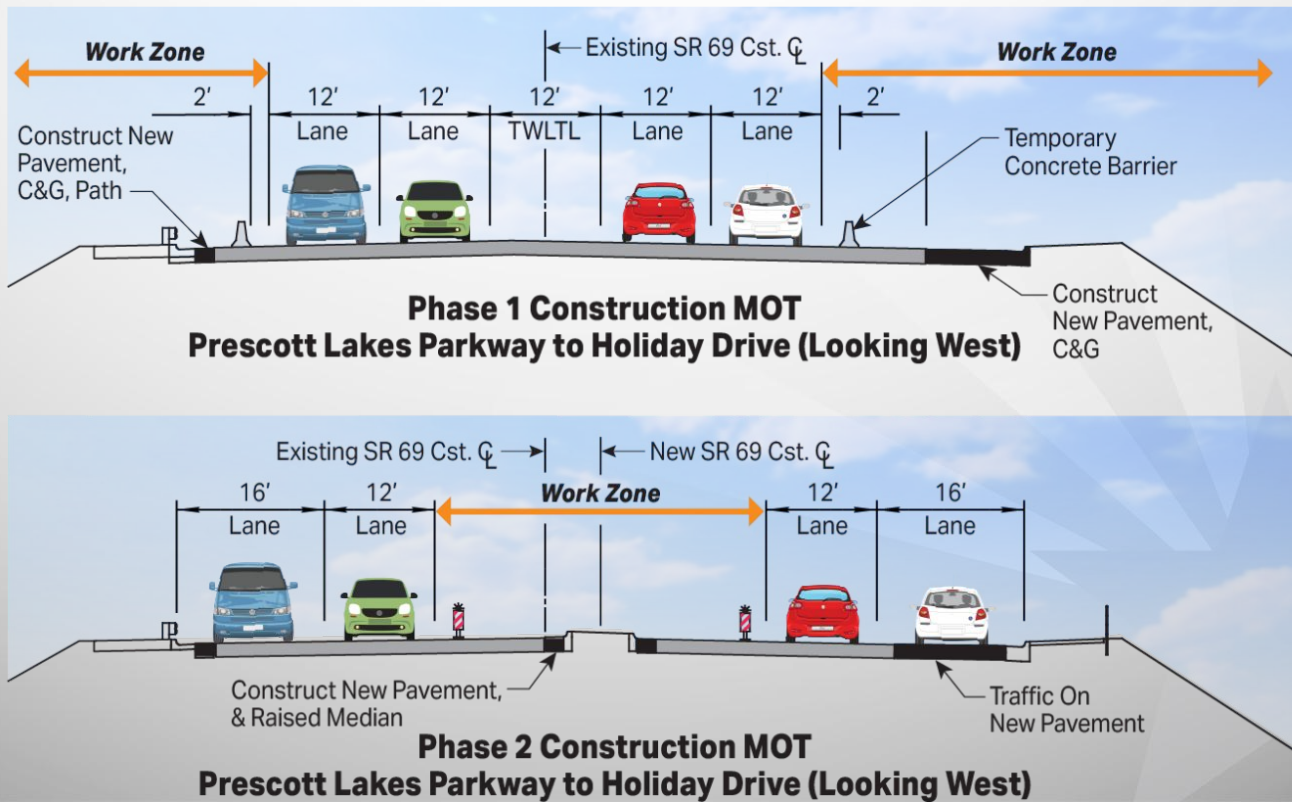 Work Zone
Existing SR 69 Cst. ℄
Work Zone
2'
12'
12'
12'
12'
12'
2'
Lane
Lane
TWLTL
Lane
Lane
Construct New
Pavement,
C&G, Path
Temporary
Concrete Barrier
Construct
New Pavement,
C&G
Phase 1 Construction MOT
Prescott Lakes Parkway to Holiday Drive (Looking West)
Existing SR 69 Cst. ℄
New SR 69 Cst. ℄
16'
12'
Work Zone
12'
16'
Lane
Lane
Lane
Lane
Construct New Pavement,
& Raised Median
Traffic On
New Pavement
Phase 2 Construction MOT
Prescott Lakes Parkway to Holiday Drive (Looking West)